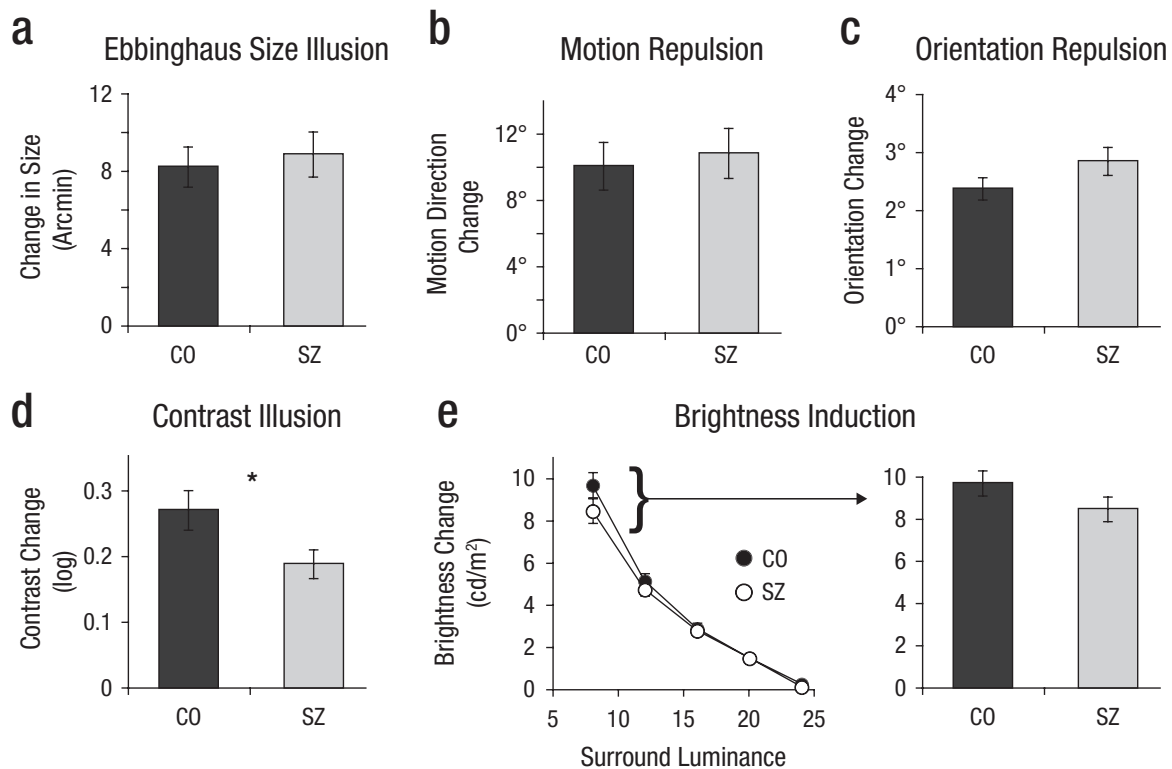 a
Ebbinghaus Size Illusion
Change in Size
(Arcmin)
12
8
4
0
CO
SZ
b
Motion Repulsion
Motion Direction
Change
12°
8°
4°
0°
CO
SZ
c
Orientation Repulsion
Orientation Change
4°
3°
2°
1°
0°
CO
SZ
d
Contrast Illusion
Contrast Change
(log)
0.3
0.2
0.1
0
*
CO
SZ
e
Brightness Induction
Brightness Change
(cd/m²)
10
8
6
4
2
0
}
CO
SZ
5
10
15
20
25
Surround Luminance
10
8
6
4
2
0
CO
SZ